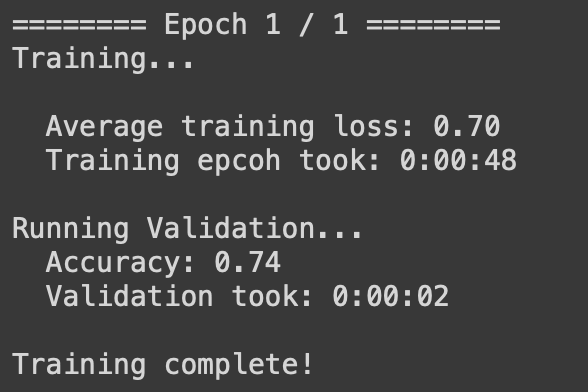 ======== Epoch 1 / 1 ========
Training...
Average training loss: 0.70
Training epcoh took: 0:00:48
Running Validation...
Accuracy: 0.74
Validation took: 0:00:02
Training complete!